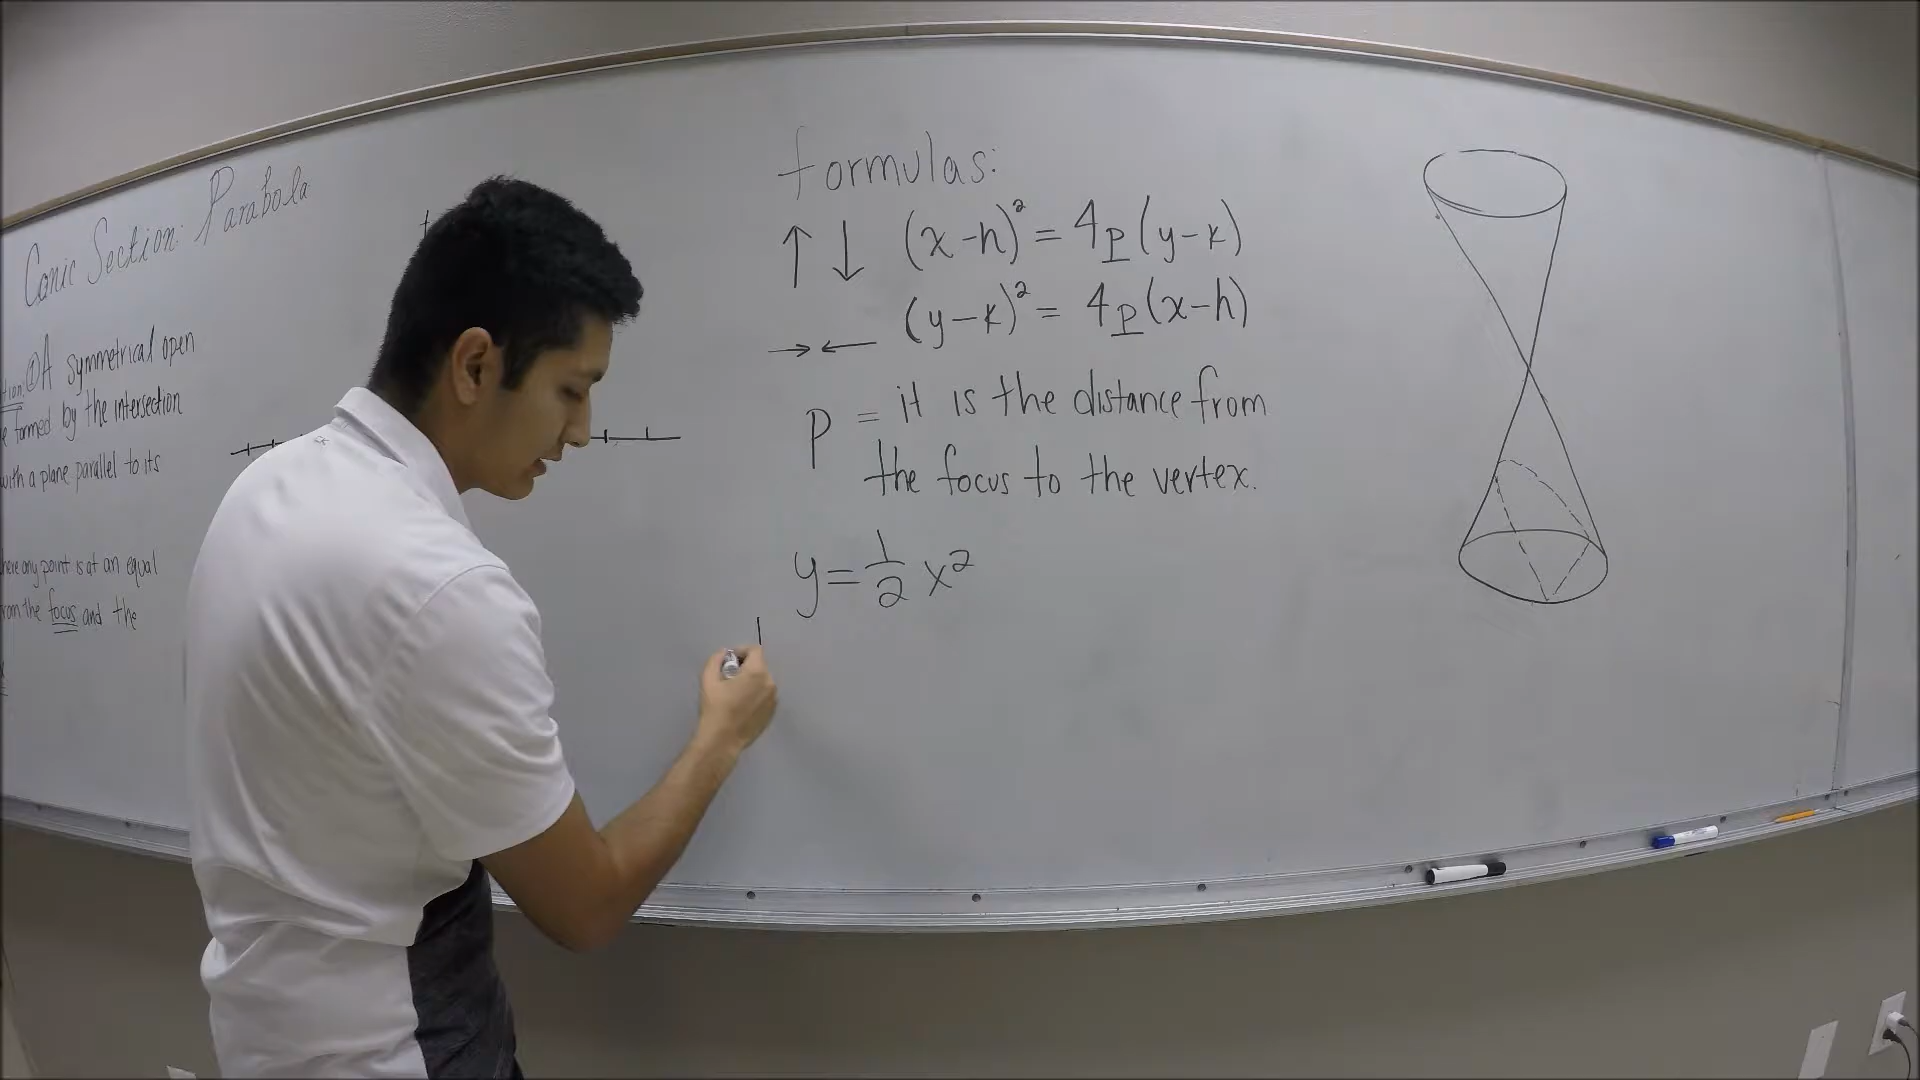 Conic Section: Parabola
① A symmetrical open
formed by the intersection
with a plane parallel to its
any point is at an equal
from the focus and the
formulas:
↑ ↓ (x-h)² = 4p(y-k)
→← (y-k)² = 4p(x-h)
p = it is the distance from
the focus to the vertex.
y = 1/2 x²